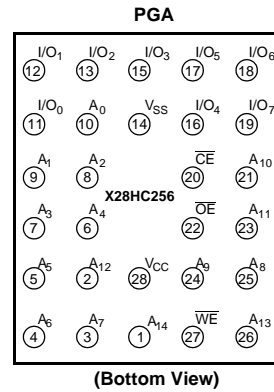 PGA
I/O1 I/O2 I/O3 I/O5 I/O6
12 13 15 17 18
I/O0 A0 VSS I/O4 I/O7
11 10 14 16 19
A1 A2 C̅E̅ A10
9 8 20 21
X28HC256
A3 A4 O̅E̅ A11
7 6 22 23
A5 A12 VCC A9 A8
5 2 28 24 25
A6 A7 A14 W̅E̅ A13
4 3 1 27 26
(Bottom View)